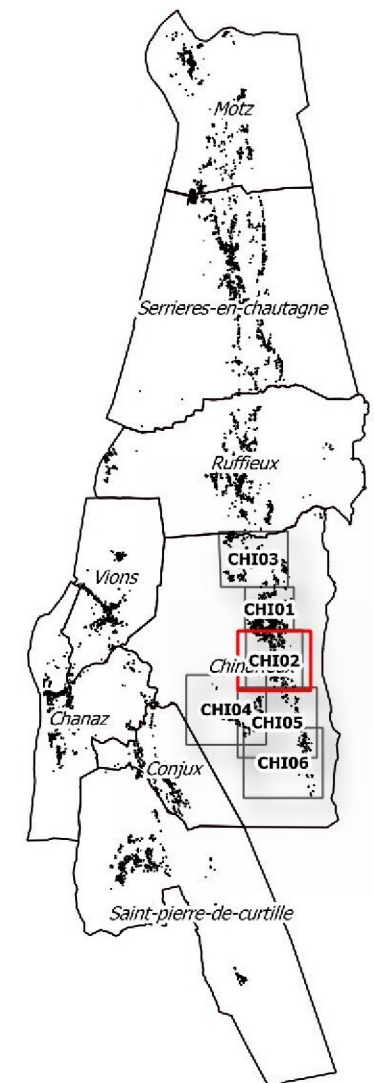 Motz
Serrieres-en-chautagne
Ruffieux
CHI03
Vions
CHI01
CHI02
CHI04
Chanaz
CHI05
Conjux
CHI06
Saint-pierre-de-curtille